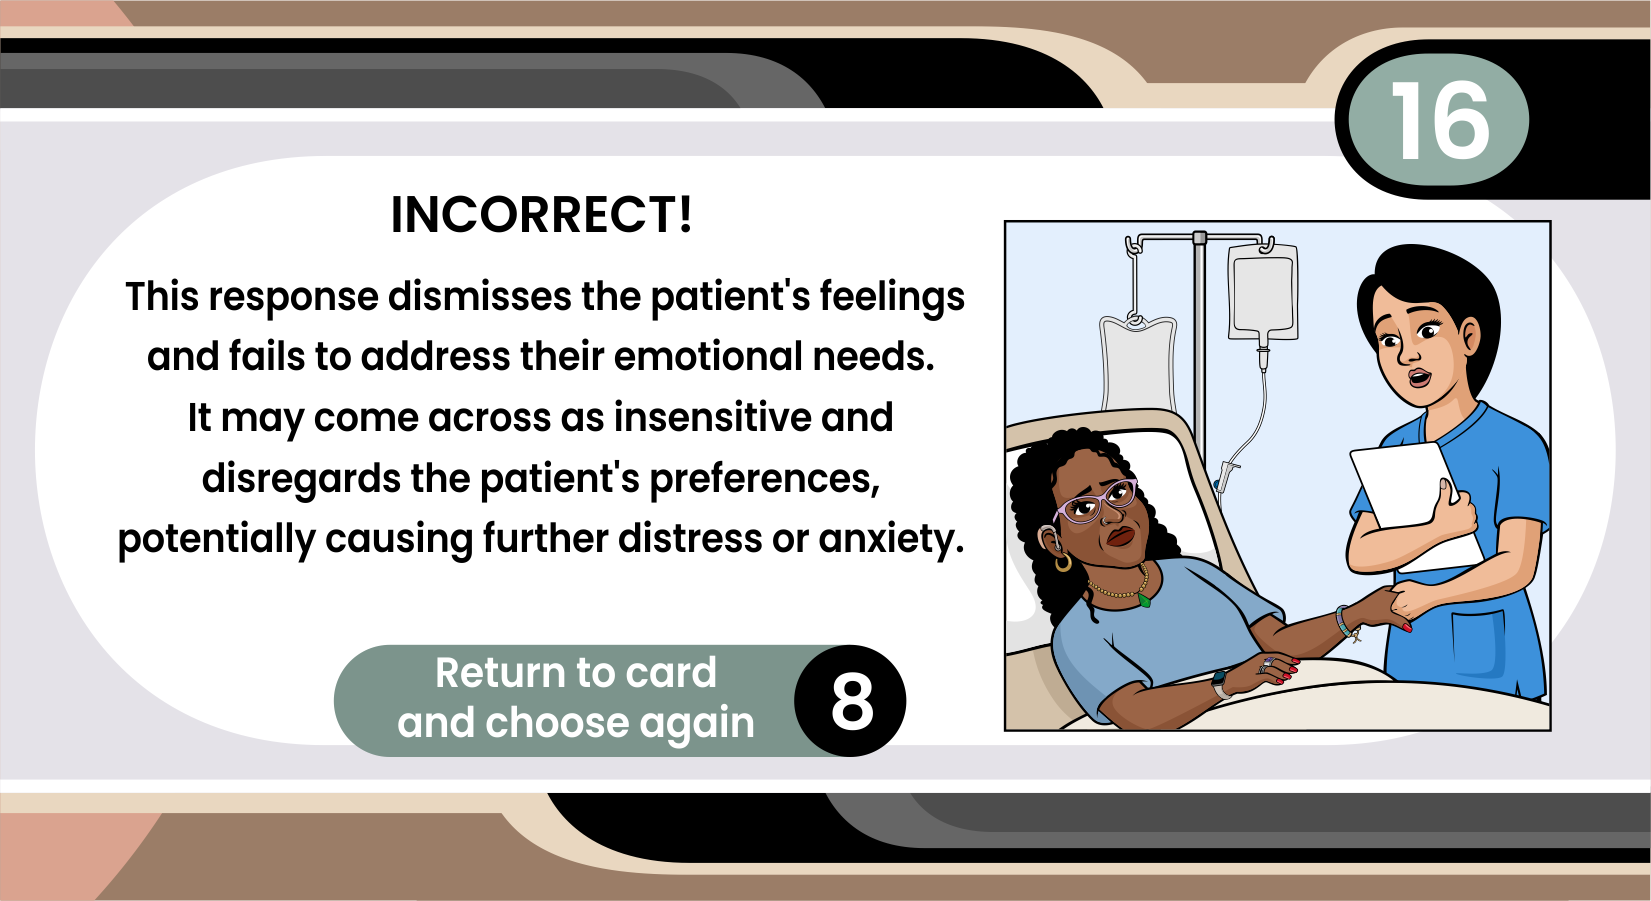 16
INCORRECT!
This response dismisses the patient's feelings
and fails to address their emotional needs.
It may come across as insensitive and
disregards the patient's preferences,
potentially causing further distress or anxiety.
Return to card
and choose again
8